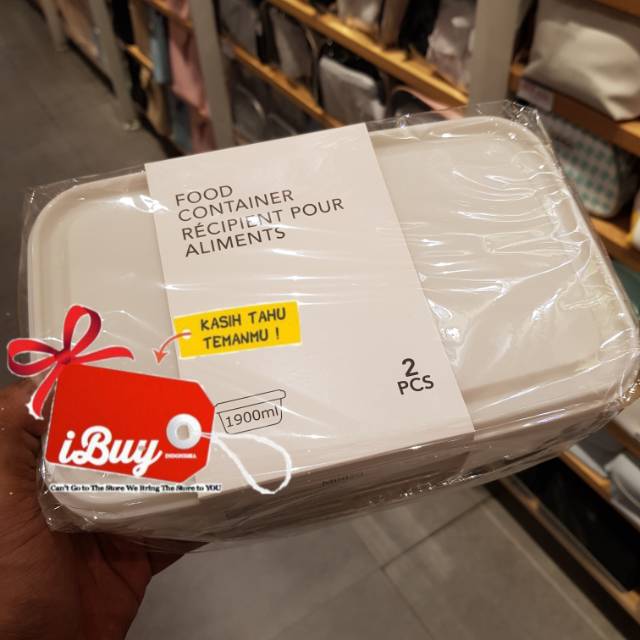 FOOD
CONTAINER
RÉCIPIENT POUR
ALIMENTS
KASIH TAHU
TEMANMU !
2
PCS
1900ml
iBuy
INDONESIA
Can't Go to The Store We Bring The Store to YOU